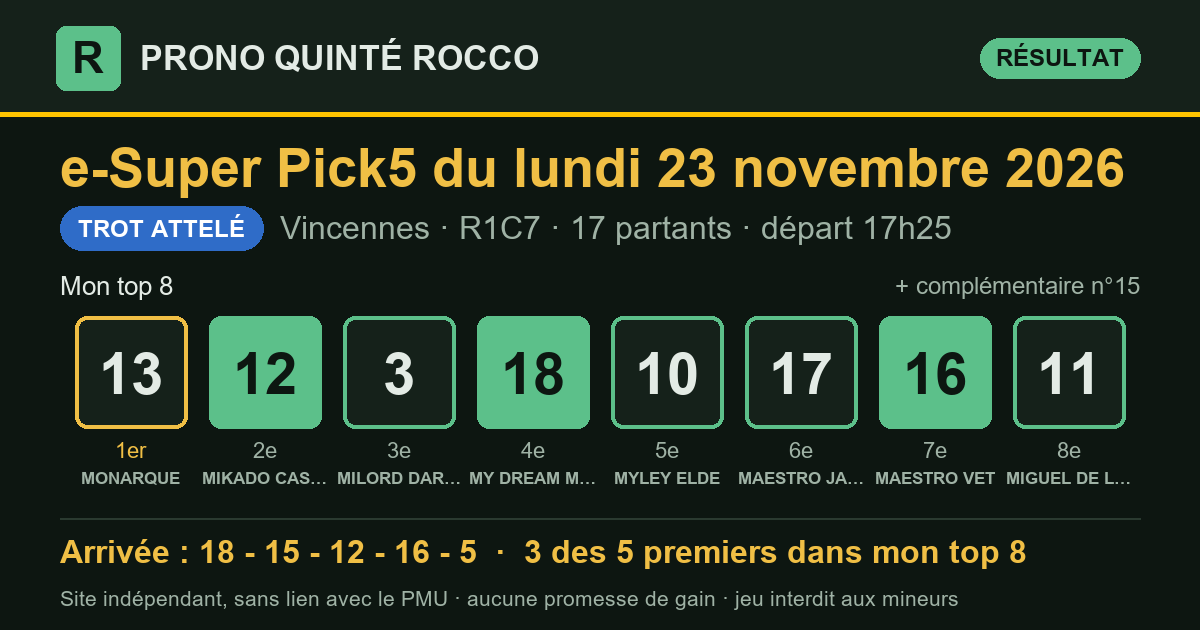 R PRONO QUINTÉ ROCCO RÉSULTAT
e-Super Pick5 du lundi 23 novembre 2026
TROT ATTELÉ Vincennes · R1C7 · 17 partants · départ 17h25
Mon top 8 + complémentaire n°15
13 12 3 18 10 17 16 11
1er 2e 3e 4e 5e 6e 7e 8e
MONARQUE MIKADO CAS... MILORD DAR... MY DREAM M... MYLEY ELDE MAESTRO JA... MAESTRO VET MIGUEL DE L...
Arrivée : 18 - 15 - 12 - 16 - 5 · 3 des 5 premiers dans mon top 8
Site indépendant, sans lien avec le PMU · aucune promesse de gain · jeu interdit aux mineurs